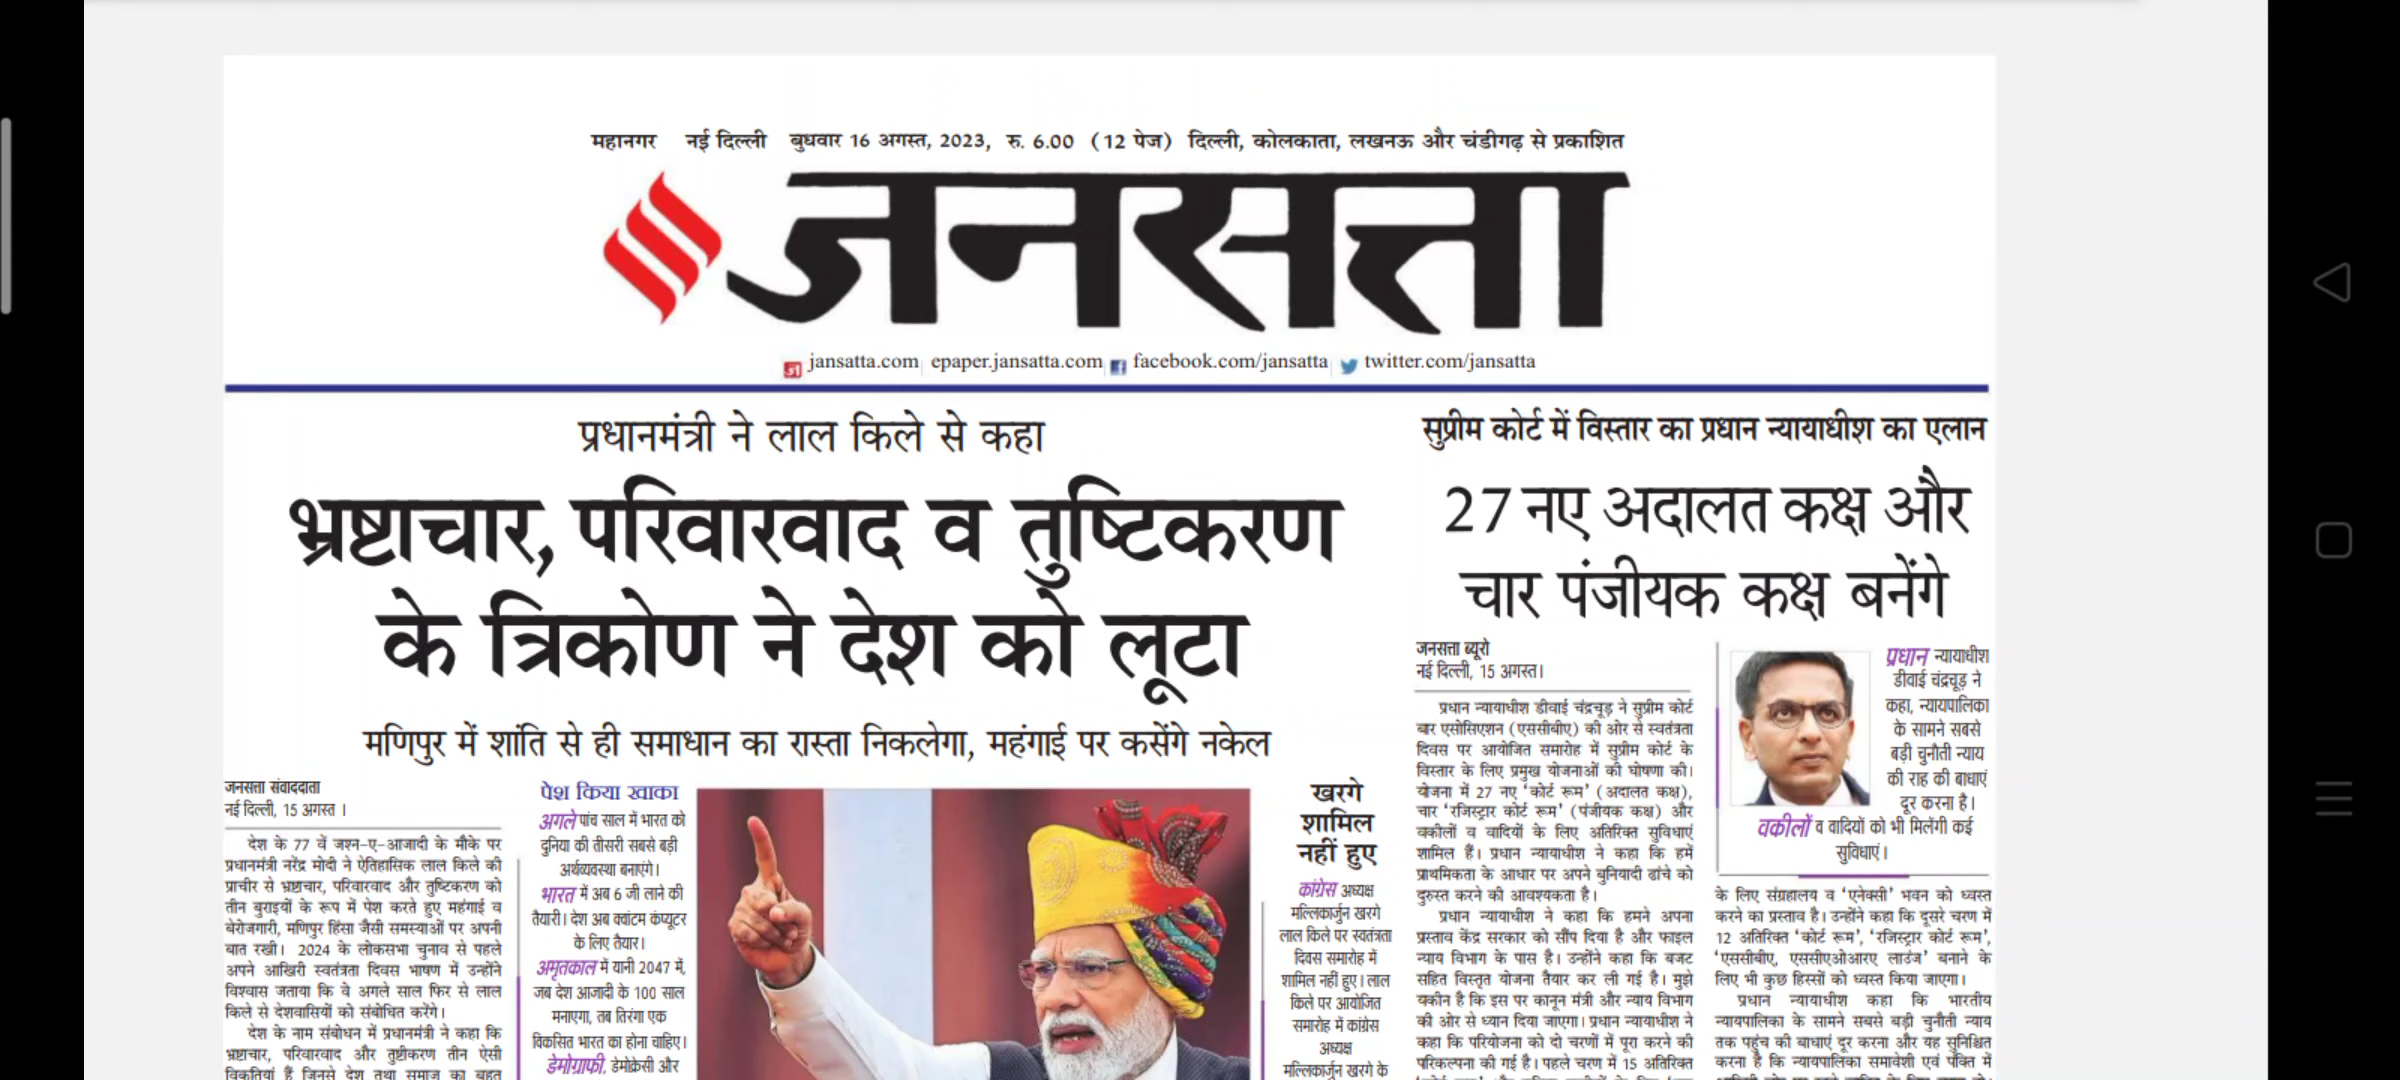 महानगर नई दिल्ली बुधवार 16 अगस्त, 2023, रु. 6.00 (12 पेज) दिल्ली, कोलकाता, लखनऊ और चंडीगढ़ से प्रकाशित
जनसत्ता
jansatta.com epaper.jansatta.com facebook.com/jansatta twitter.com/jansatta
प्रधानमंत्री ने लाल किले से कहा
भ्रष्टाचार, परिवारवाद व तुष्टिकरण
के त्रिकोण ने देश को लूटा
मणिपुर में शांति से ही समाधान का रास्ता निकलेगा, महंगाई पर कसेंगे नकेल
जनसत्ता संवाददाता
नई दिल्ली, 15 अगस्त ।
देश के 77 वें जश्न-ए-आजादी के मौके पर
प्रधानमंत्री नरेंद्र मोदी ने ऐतिहासिक लाल किले की
प्राचीर से भ्रष्टाचार, परिवारवाद और तुष्टिकरण को
तीन बुराइयों के रूप में पेश करते हुए महंगाई व
बेरोजगारी, मणिपुर हिंसा जैसी समस्याओं पर अपनी
बात रखी। 2024 के लोकसभा चुनाव से पहले
अपने आखिरी स्वतंत्रता दिवस भाषण में उन्होंने
विश्वास जताया कि वे अगले साल फिर से लाल
किले से देशवासियों को संबोधित करेंगे।
देश के नाम संबोधन में प्रधानमंत्री ने कहा कि
भ्रष्टाचार, परिवारवाद और तुष्टीकरण तीन ऐसी
विकृतियां हैं जिनसे देश तथा समाज का बहुत
पेश किया खाका
अगले पांच साल में भारत को
दुनिया की तीसरी सबसे बड़ी
अर्थव्यवस्था बनाएंगे।
भारत में अब 6 जी लाने की
तैयारी। देश अब क्वांटम कंप्यूटर
के लिए तैयार।
अमृतकाल में यानी 2047 में,
जब देश आजादी के 100 साल
मनाएगा, तब तिरंगा एक
विकसित भारत का होना चाहिए।
डेमोग्राफी, डेमोक्रेसी और
खरगे
शामिल
नहीं हुए
कांग्रेस अध्यक्ष
मल्लिकार्जुन खरगे
लाल किले पर स्वतंत्रता
दिवस समारोह में
शामिल नहीं हुए। लाल
किले पर आयोजित
समारोह में कांग्रेस
अध्यक्ष
मल्लिकार्जुन खरगे के
सुप्रीम कोर्ट में विस्तार का प्रधान न्यायाधीश का एलान
27 नए अदालत कक्ष और
चार पंजीयक कक्ष बनेंगे
जनसत्ता ब्यूरो
नई दिल्ली, 15 अगस्त।
प्रधान न्यायाधीश डीवाई चंद्रचूड़ ने सुप्रीम कोर्ट
बार एसोसिएशन (एससीबीए) की ओर से स्वतंत्रता
दिवस पर आयोजित समारोह में सुप्रीम कोर्ट के
विस्तार के लिए प्रमुख योजनाओं की घोषणा की।
योजना में 27 नए 'कोर्ट रूम' (अदालत कक्ष),
चार 'रजिस्ट्रार कोर्ट रूम' (पंजीयक कक्ष) और
वकीलों व वादियों के लिए अतिरिक्त सुविधाएं
शामिल हैं। प्रधान न्यायाधीश ने कहा कि हमें
प्राथमिकता के आधार पर अपने बुनियादी ढांचे को
दुरुस्त करने की आवश्यकता है।
प्रधान न्यायाधीश ने कहा कि हमने अपना
प्रस्ताव केंद्र सरकार को सौंप दिया है और फाइल
न्याय विभाग के पास है। उन्होंने कहा कि बजट
सहित विस्तृत योजना तैयार कर ली गई है। मुझे
यकीन है कि इस पर कानून मंत्री और न्याय विभाग
की ओर से ध्यान दिया जाएगा। प्रधान न्यायाधीश ने
कहा कि परियोजना को दो चरणों में पूरा करने की
परिकल्पना की गई है। पहले चरण में 15 अतिरिक्त
प्रधान न्यायाधीश
डीवाई चंद्रचूड़ ने
कहा, न्यायपालिका
के सामने सबसे
बड़ी चुनौती न्याय
की राह की बाधाएं
दूर करना है।
वकीलों व वादियों को भी मिलेंगी कई
सुविधाएं।
के लिए संग्रहालय व 'एनेक्सी' भवन को ध्वस्त
करने का प्रस्ताव है। उन्होंने कहा कि दूसरे चरण में
12 अतिरिक्त 'कोर्ट रूम', 'रजिस्ट्रार कोर्ट रूम',
'एससीबीए, एससीएओआरए लाउंज' बनाने के
लिए भी कुछ हिस्सों को ध्वस्त किया जाएगा।
प्रधान न्यायाधीश कहा कि भारतीय
न्यायपालिका के सामने सबसे बड़ी चुनौती न्याय
तक पहुंच की बाधाएं दूर करना और यह सुनिश्चित
करना है कि न्यायपालिका समावेशी एवं पंक्ति में